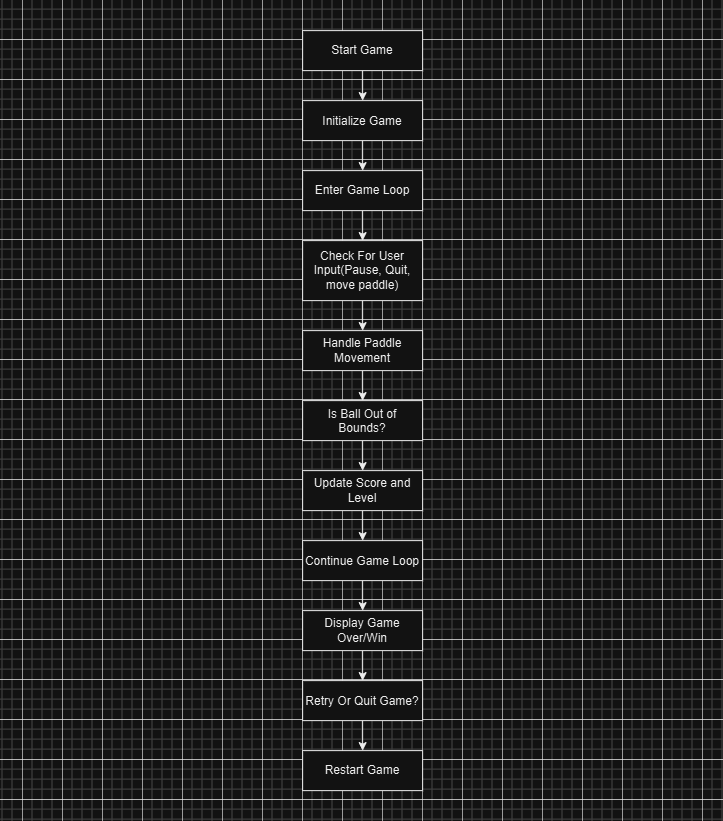 Start Game
Initialize Game
Enter Game Loop
Check For User
Input(Pause, Quit,
move paddle)
Handle Paddle
Movement
Is Ball Out of
Bounds?
Update Score and
Level
Continue Game Loop
Display Game
Over/Win
Retry Or Quit Game?
Restart Game